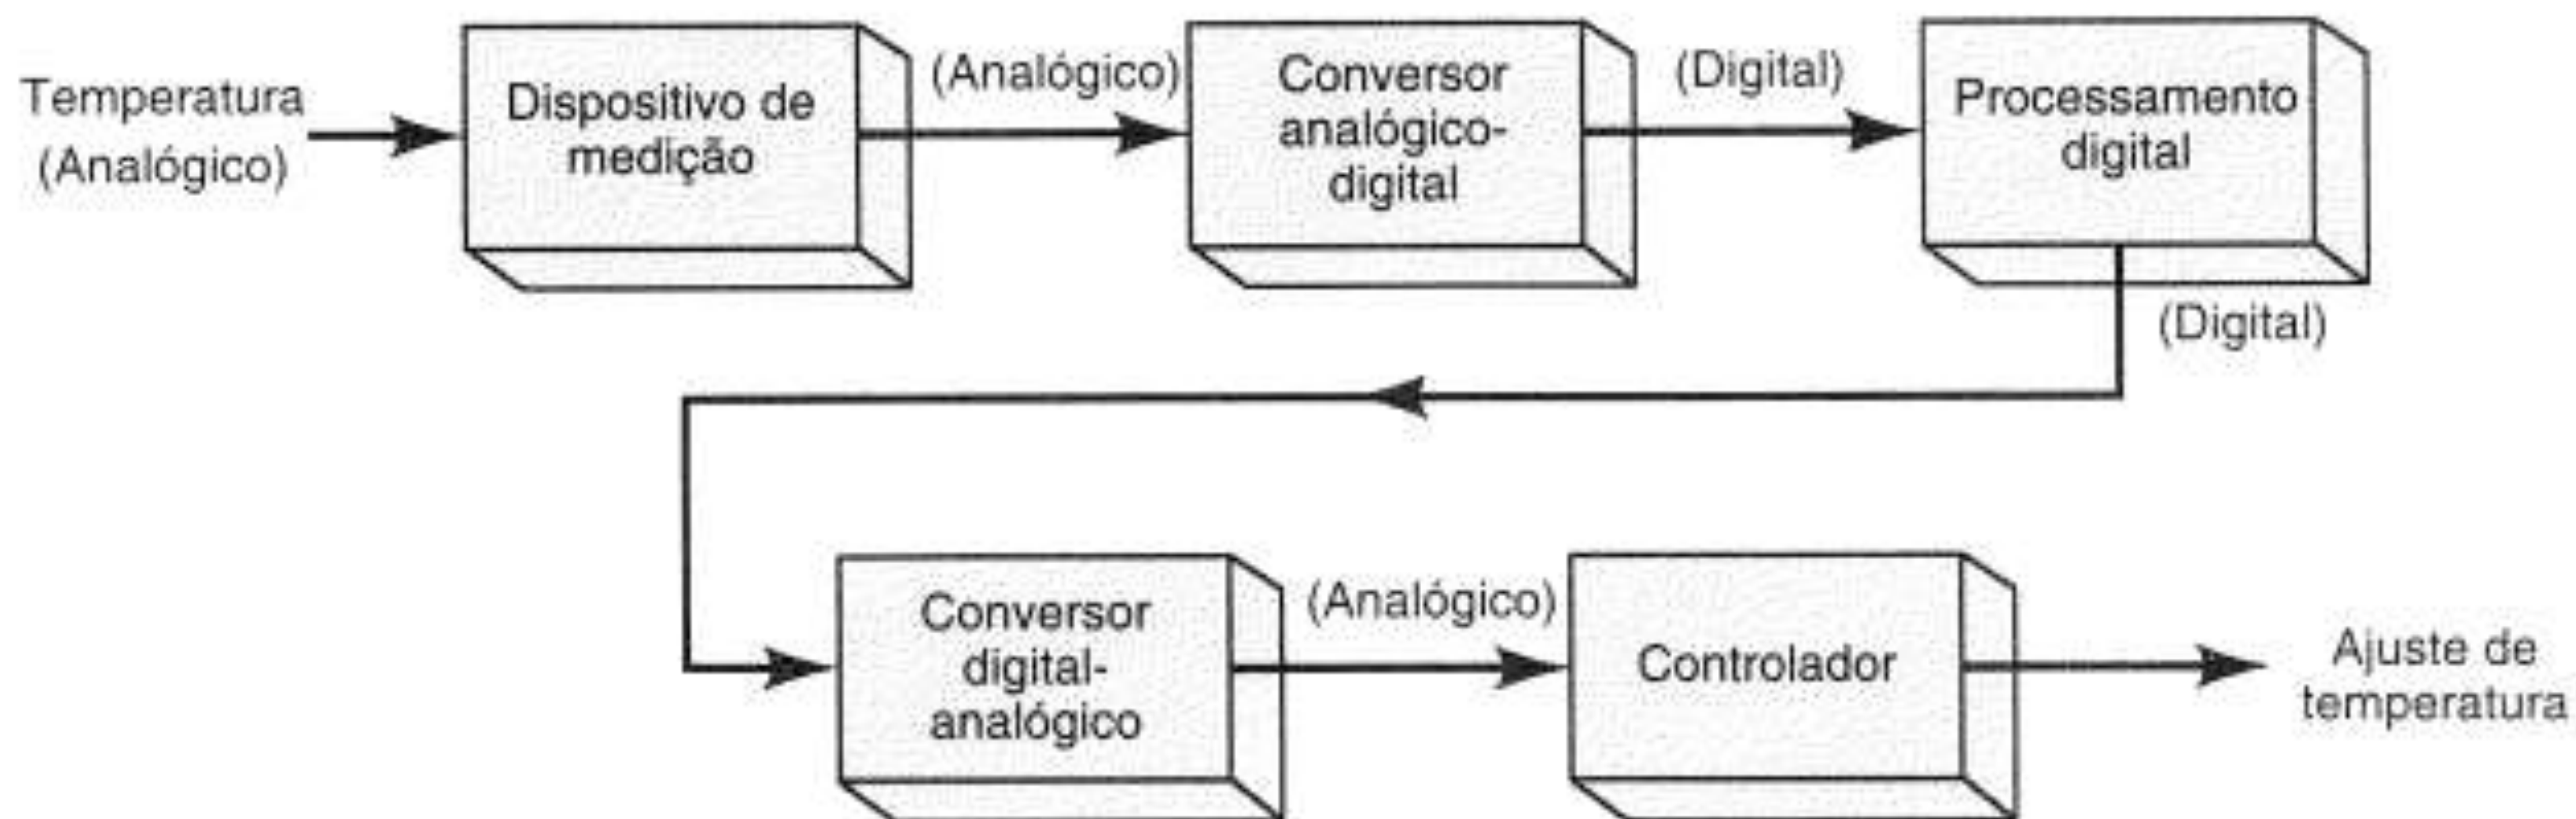 Temperatura
(Analógico)
Dispositivo de
medição
(Analógico)
Conversor
analógico-
digital
(Digital)
Processamento
digital
(Digital)
Conversor
digital-
analógico
(Analógico)
Controlador
Ajuste de
temperatura